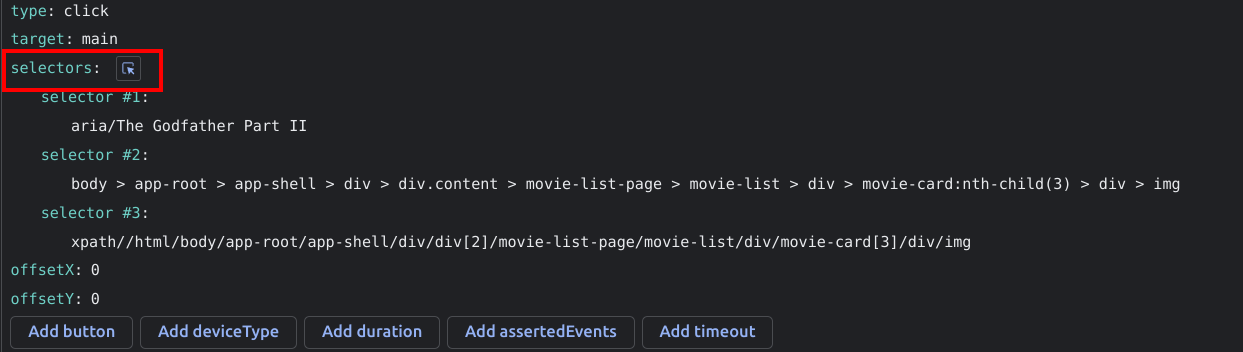 type: click
target: main
selectors:
selector #1:
aria/The Godfather Part II
selector #2:
body > app-root > app-shell > div > div.content > movie-list-page > movie-list > div > movie-card:nth-child(3) > div > img
selector #3:
xpath//html/body/app-root/app-shell/div/div[2]/movie-list-page/movie-list/div/movie-card[3]/div/img
offsetX: 0
offsetY: 0
Add button Add deviceType Add duration Add assertedEvents Add timeout